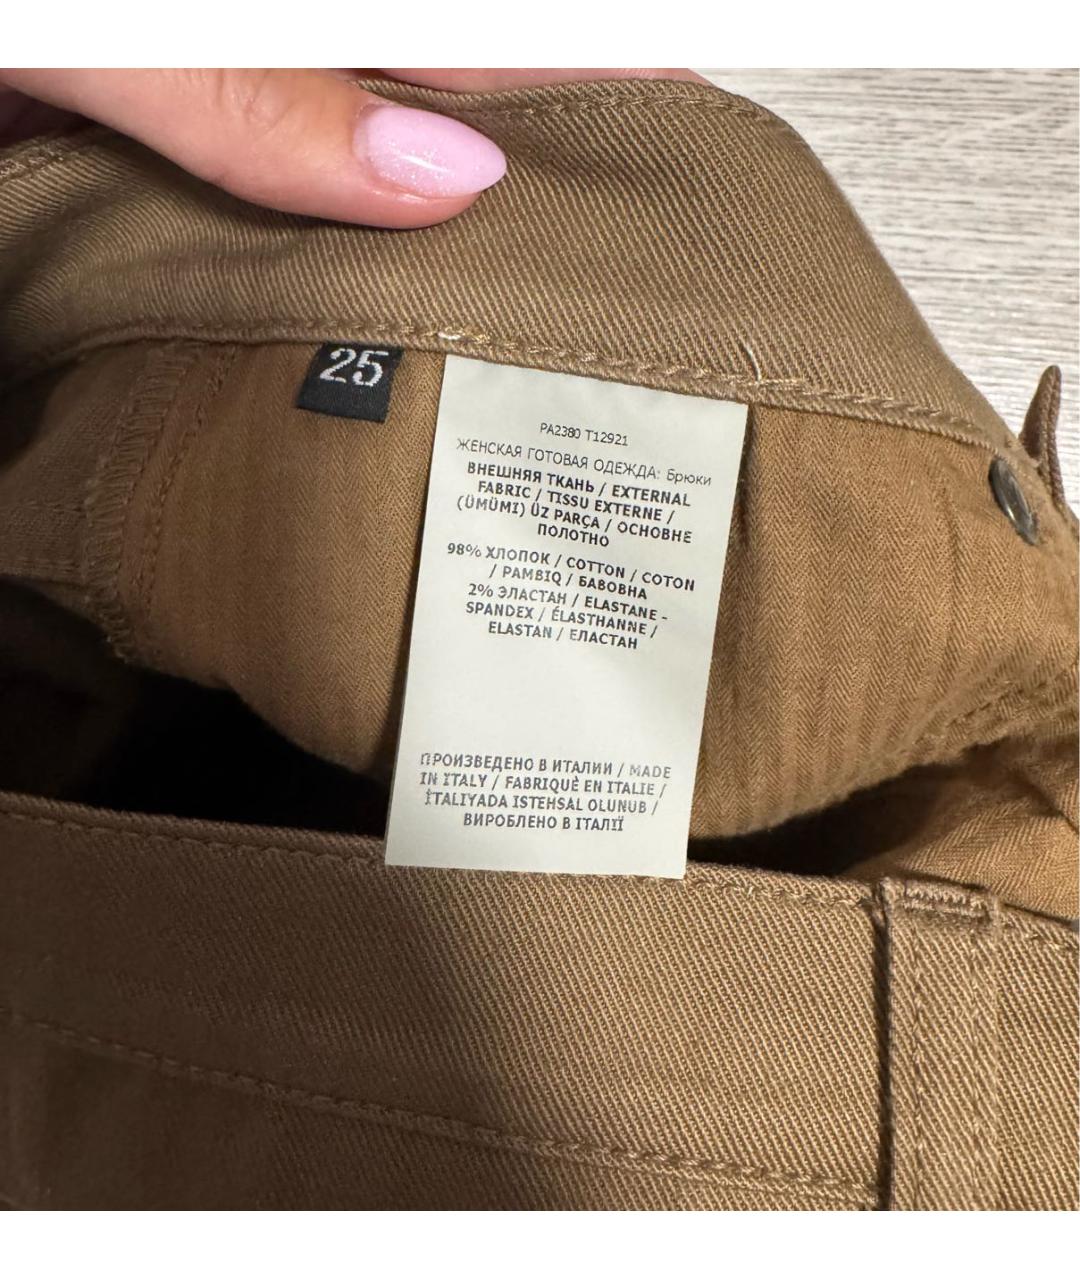 25
PA2380 T12921
ЖЕНСКАЯ ГОТОВАЯ ОДЕЖДА: Брюки
ВНЕШНЯЯ ТКАНЬ / EXTERNAL
FABRIC / TISSU EXTERNE /
(ÜMÜMI) ÜZ PARÇA / ОСНОВНЕ
ПОЛОТНО
98% ХЛОПОК / COTTON / COTON
/ PAMBIQ / БАВОВНА
2% ЭЛАСТАН / ELASTANE -
SPANDEX / ÉLASTHANNE /
ELASTAN / ЕЛАСТАН
ПРОИЗВЕДЕНО В ИТАЛИИ / MADE
IN ITALY / FABRIQUÈ EN ITALIE /
İTALIYADA ISTEHSAL OLUNUB /
ВИРОБЛЕНО В ІТАЛІЇ